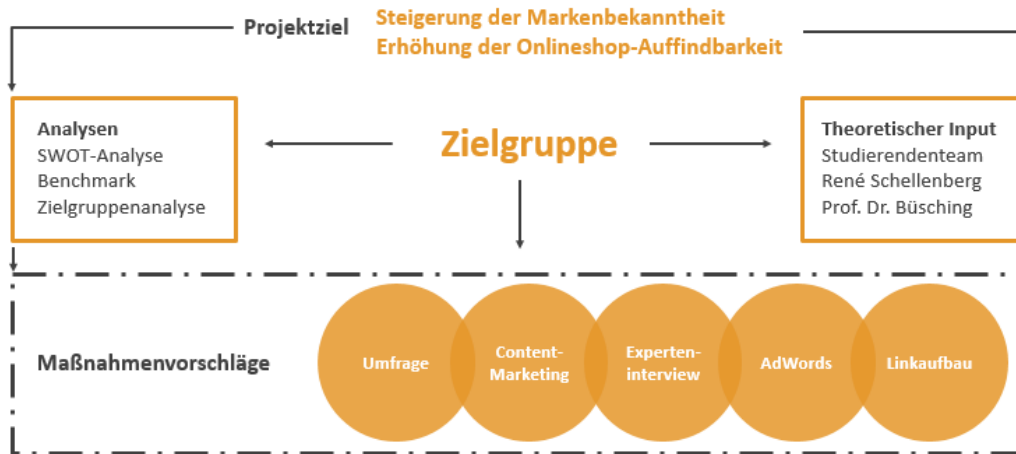 Projektziel
Steigerung der Markenbekanntheit
Erhöhung der Onlineshop-Auffindbarkeit
Analysen
SWOT-Analyse
Benchmark
Zielgruppenanalyse
Zielgruppe
Theoretischer Input
Studierendenteam
René Schellenberg
Prof. Dr. Büsching
Maßnahmenvorschläge
Umfrage
Content-
Marketing
Experten-
interview
AdWords
Linkaufbau